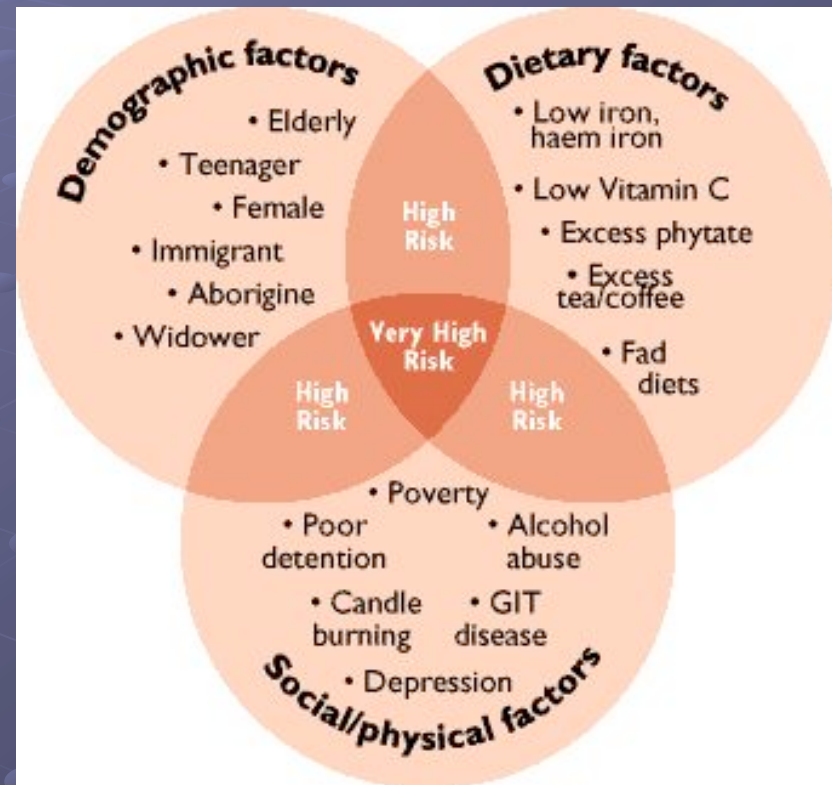 Demographic factors
• Elderly
• Teenager
• Female
• Immigrant
• Aborigine
• Widower
Dietary factors
• Low iron,
haem iron
• Low Vitamin C
• Excess phytate
• Excess
tea/coffee
• Fad
diets
High
Risk
Very High
Risk
High
Risk
High
Risk
• Poverty
• Poor
detention
• Alcohol
abuse
• Candle
burning
• GIT
disease
• Depression
Social/physical factors